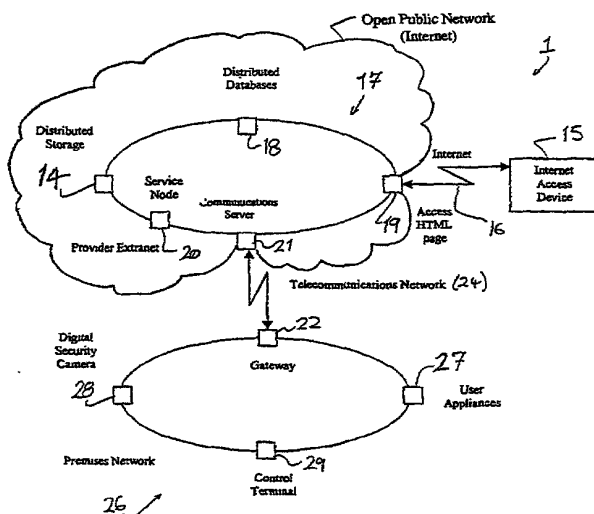 Open Public Network
(Internet)
1
Distributed
Databases
17
Distributed
Storage
18
15
14
Internet
Internet
Access
Device
Service
Node
Communications
Server
19
Access
HTML
page
16
Provider Extranet
20
21
Telecommunications Network (24)
22
Digital
Security
Camera
Gateway
27
28
User
Appliances
Premises Network
29
Control
Terminal
26